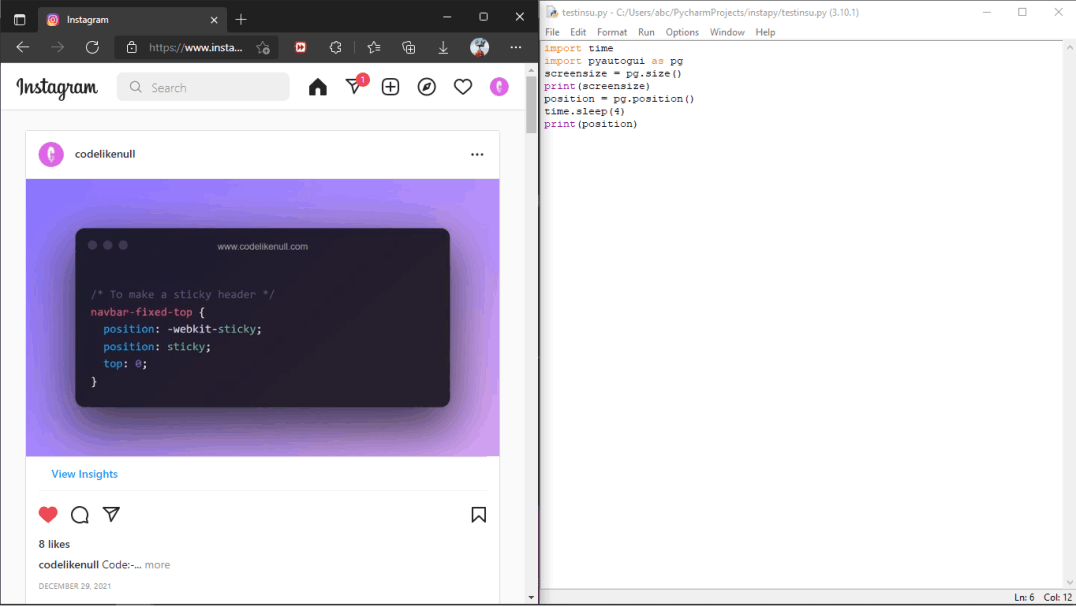 Instagram
https://www.insta...
Instagram
Search
1
codelikenull
www.codelikenull.com
/* To make a sticky header */
navbar-fixed-top {
position: -webkit-sticky;
position: sticky;
top: 0;
}
View Insights
8 likes
codelikenull Code:-... more
DECEMBER 29, 2021
testinsu.py - C:/Users/abc/PycharmProjects/instapy/testinsu.py (3.10.1)
File Edit Format Run Options Window Help
import time
import pyautogui as pg
screensize = pg.size()
print(screensize)
position = pg.position()
time.sleep(4)
print(position)
Ln: 6 Col: 12